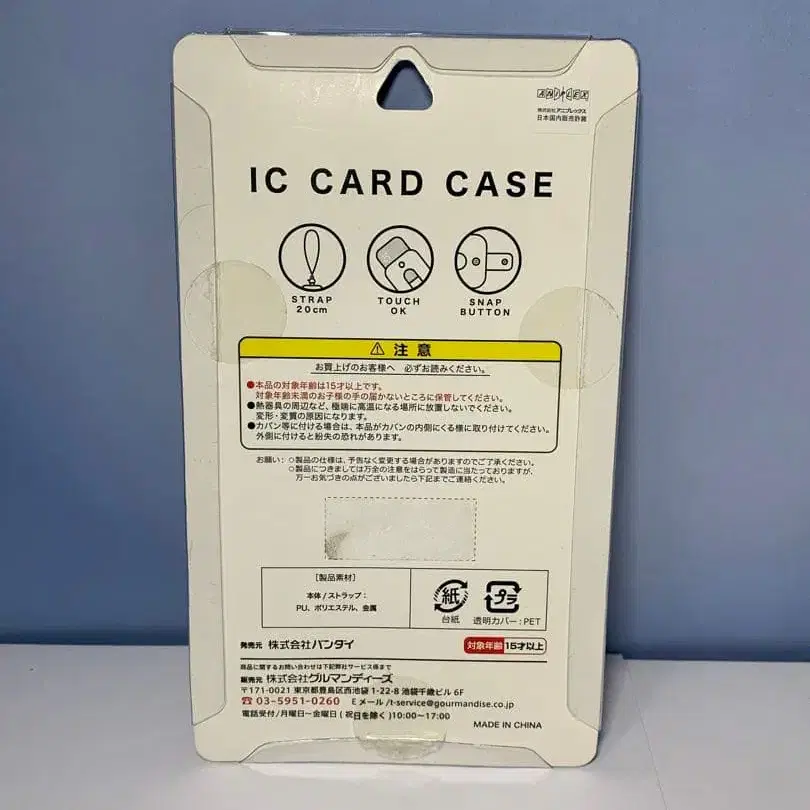 ANIPLEX
株式会社アニプレックス
日本国内販売許諾
IC CARD CASE
STRAP
20cm
TOUCH
OK
SNAP
BUTTON
⚠ 注意
お買上げのお客様へ 必ずお読みください。
●本品の対象年齢は15才以上です。
対象年齢未満のお子様の手の届かないところに保管してください。
●熱器具の周辺など、極端に高温になる場所に放置しないでください。
変形・変質の原因になります。
●カバン等に付ける場合は、本品がカバンの内側にくる様に取り付けてください。
外側に付けると紛失の恐れがあります。
お願い：○製品の仕様は、予告なく変更する場合がありますのでご了承ください。
○製品につきましては万全の注意をはらって製造に当たっておりますが、
万一お気づきの点がございましたら下記までご連絡ください。
［製品素材］
本体 / ストラップ：
PU、ポリエステル、金属
紙
台紙
プラ
透明カバー：PET
発売元 株式会社バンダイ
対象年齢 15才以上
商品に関するお問い合わせは下記弊社サービス係まで
販売元 株式会社グルマンディーズ
〒171-0021 東京都豊島区西池袋 1-22-8 池袋千歳ビル 6F
☎ 03-5951-0260 Eメール/t-service@gourmandise.co.jp
電話受付/月曜日～金曜日 ( 祝日を除く )10:00～17:00
MADE IN CHINA